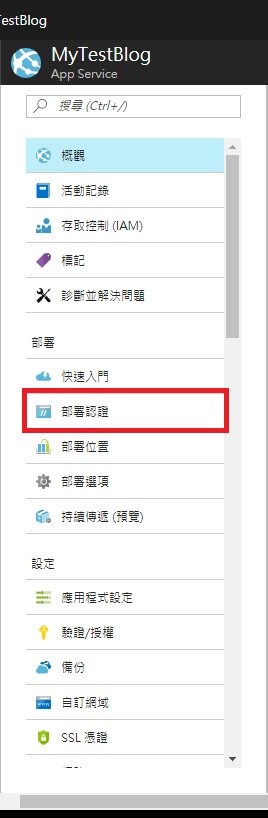 TestBlog
MyTestBlog
App Service
搜尋 (Ctrl+/)
概觀
活動記錄
存取控制 (IAM)
標記
診斷並解決問題
部署
快速入門
部署認證
部署位置
部署選項
持續傳遞 (預覽)
設定
應用程式設定
驗證/授權
備份
自訂網域
SSL 憑證